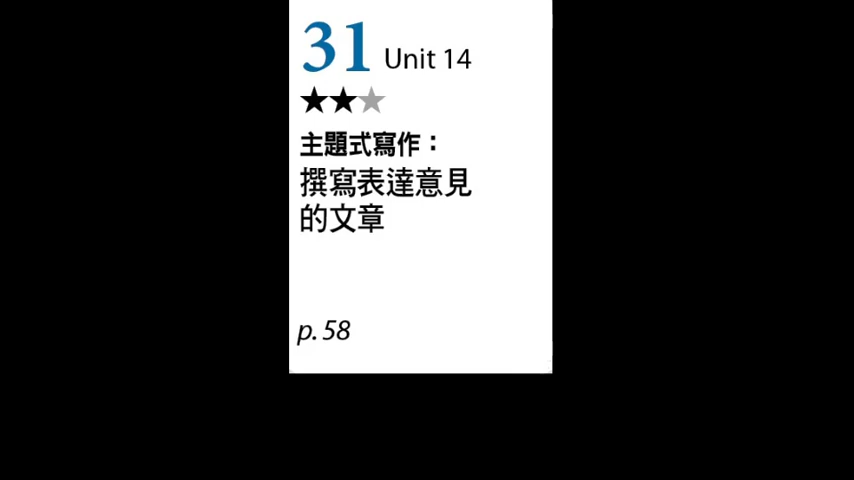 31 Unit 14
★★★
主題式寫作：
撰寫表達意見
的文章
p. 58